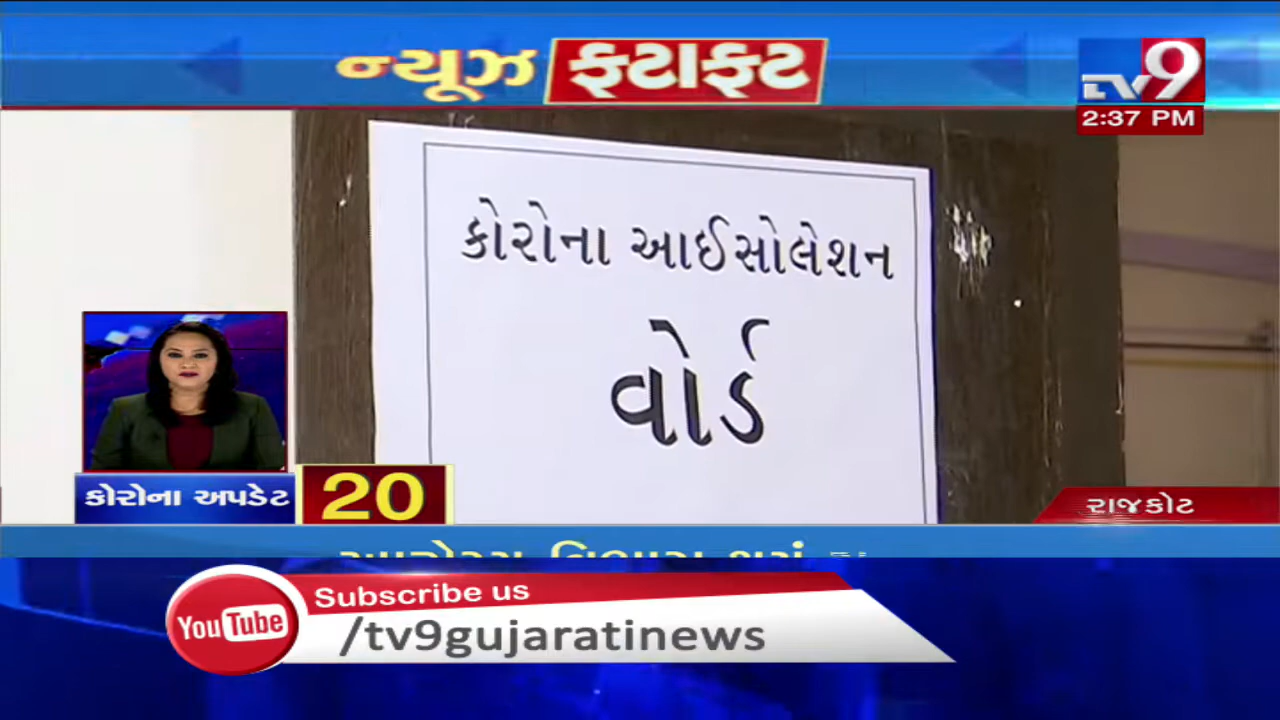 ન્યૂઝ ફટાફટ
tv9
2:37 PM
કોરોના આઈસોલેશન
વોર્ડ
કોરોના અપડેટ
20
રાજકોટ
YouTube
Subscribe us
/tv9gujaratinews